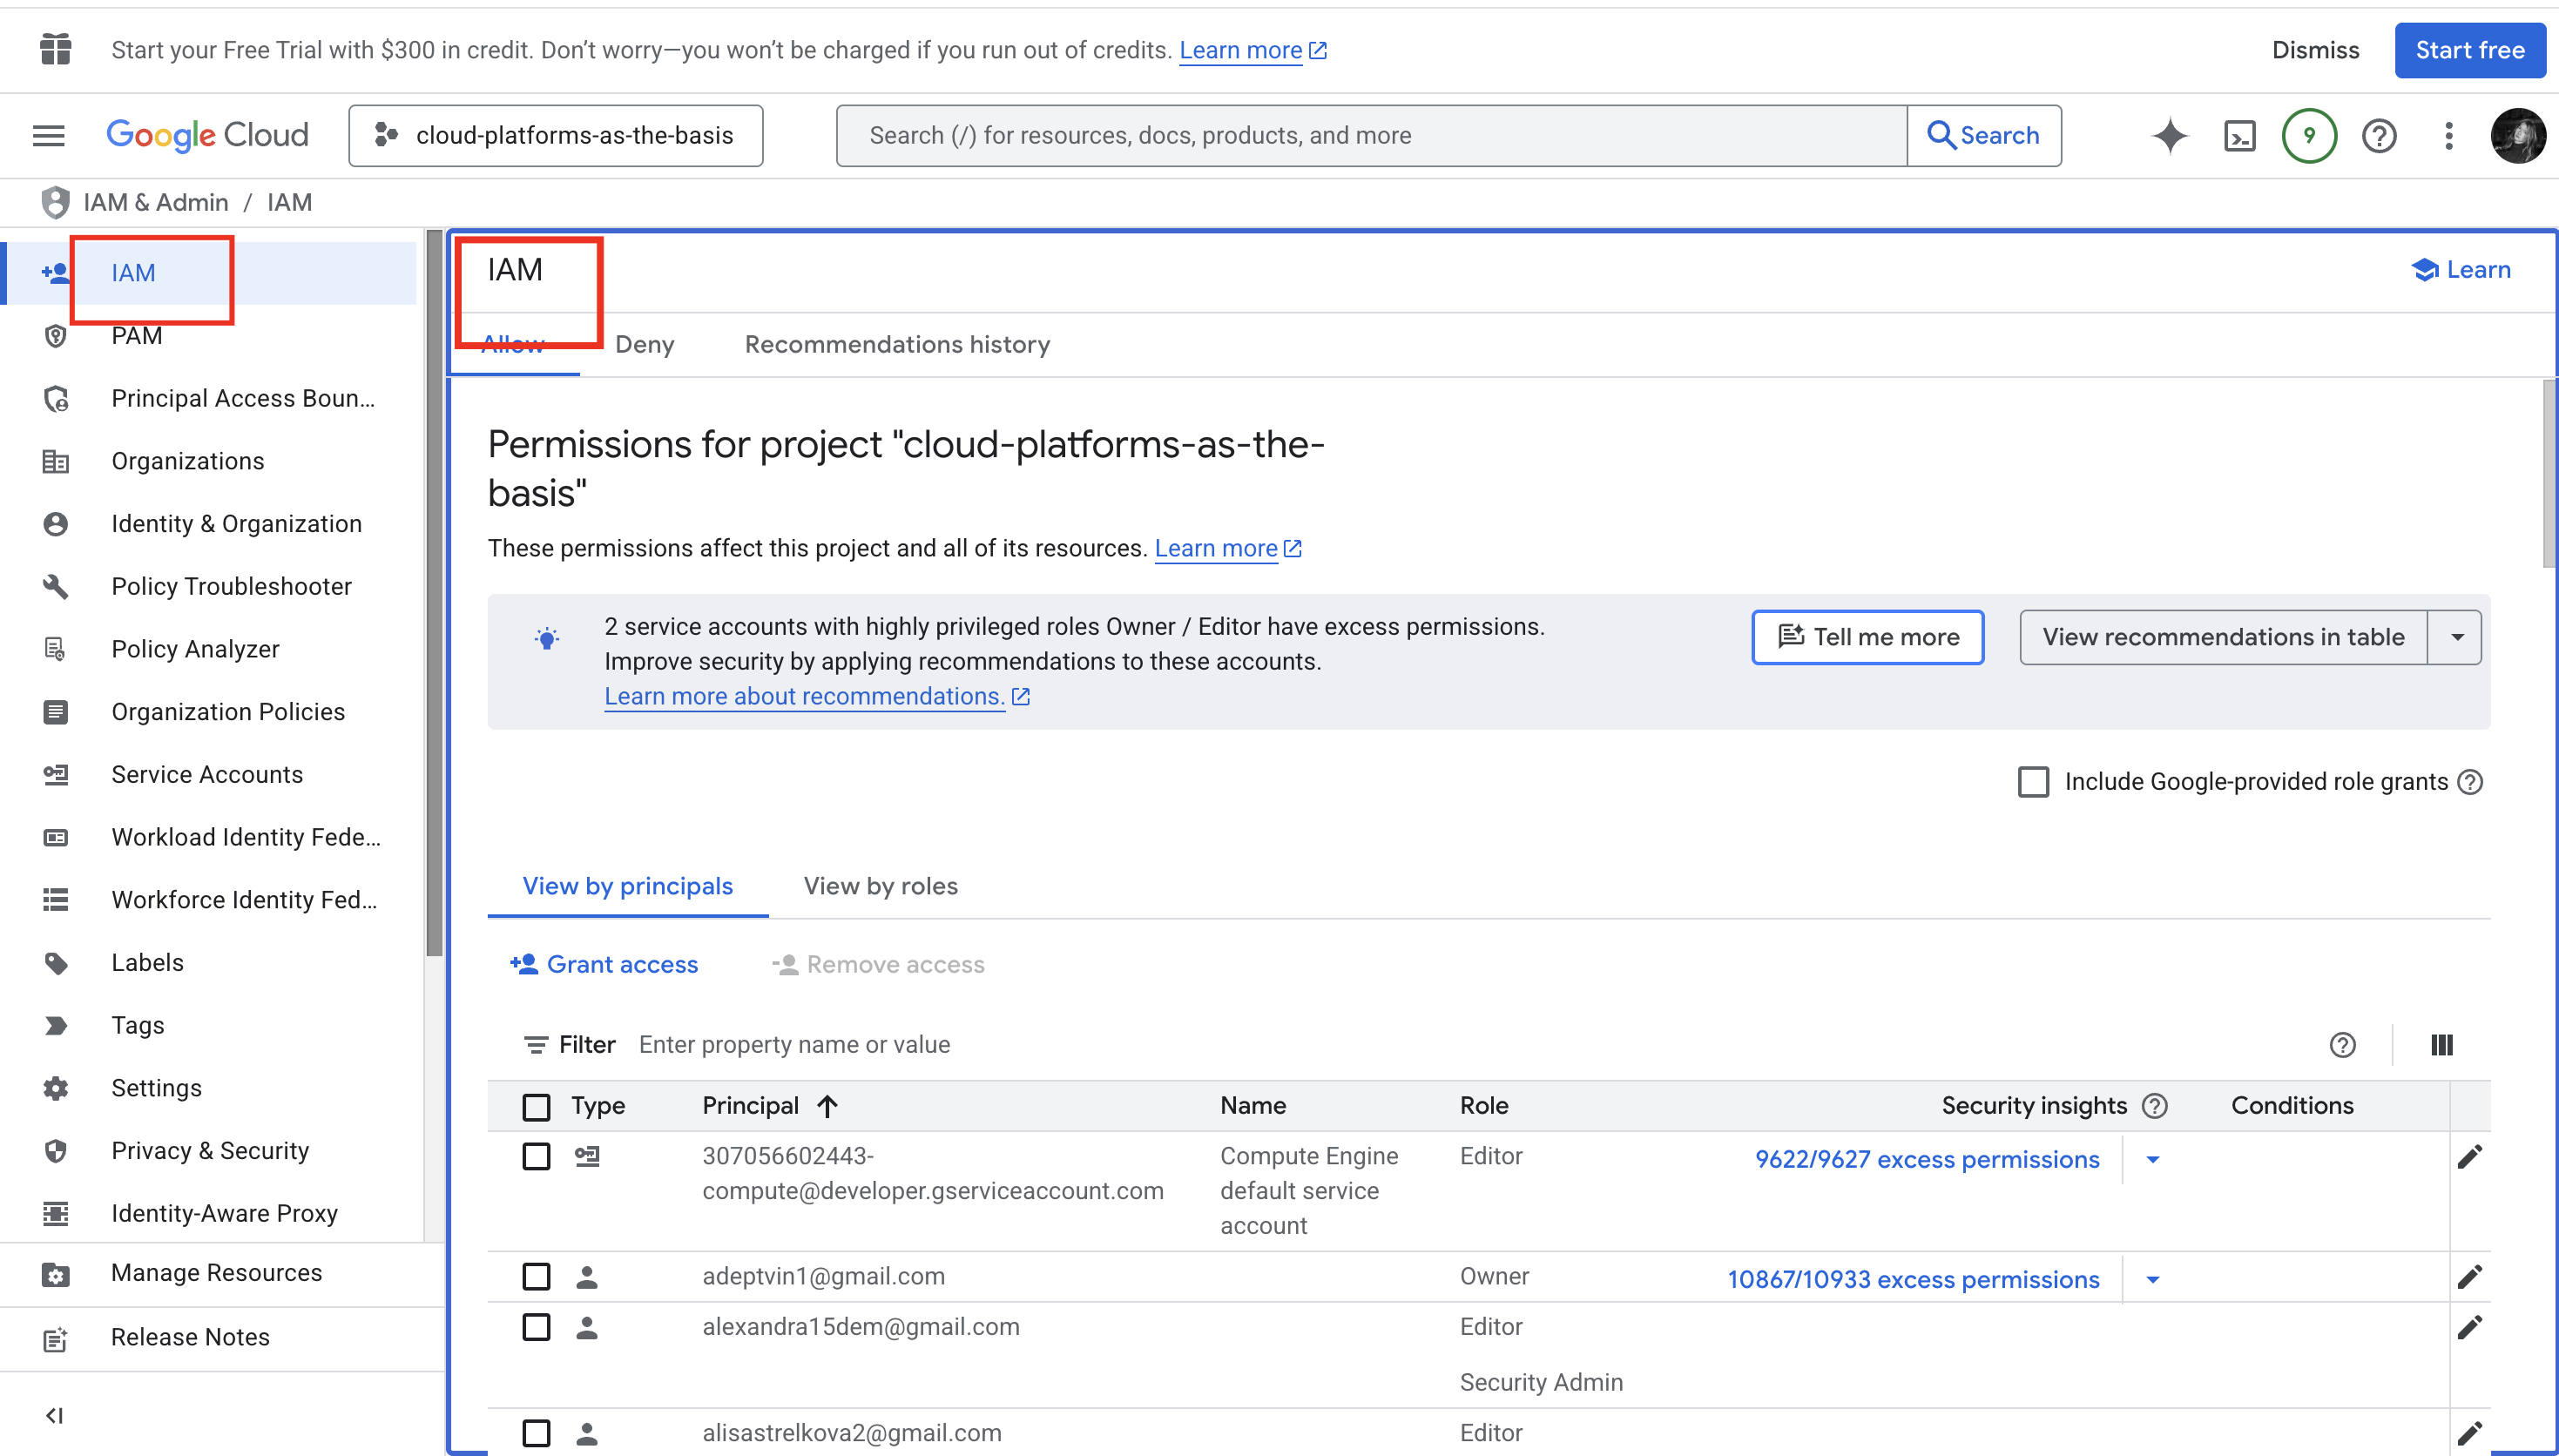 Start your Free Trial with $300 in credit. Don’t worry—you won’t be charged if you run out of credits. Learn more
Dismiss
Start free
Google Cloud
cloud-platforms-as-the-basis
Search (/) for resources, docs, products, and more
Search
9
IAM & Admin / IAM
IAM
PAM
Principal Access Boun...
Organizations
Identity & Organization
Policy Troubleshooter
Policy Analyzer
Organization Policies
Service Accounts
Workload Identity Fede...
Workforce Identity Fed...
Labels
Tags
Settings
Privacy & Security
Identity-Aware Proxy
Manage Resources
Release Notes
IAM
Learn
Allow
Deny
Recommendations history
Permissions for project "cloud-platforms-as-the-
basis"
These permissions affect this project and all of its resources. Learn more
2 service accounts with highly privileged roles Owner / Editor have excess permissions.
Improve security by applying recommendations to these accounts.
Learn more about recommendations.
Tell me more
View recommendations in table
Include Google-provided role grants
View by principals
View by roles
Grant access
Remove access
Filter Enter property name or value
Type Principal Name Role Security insights Conditions
307056602443-
compute@developer.gserviceaccount.com
Compute Engine
default service
account
Editor
9622/9627 excess permissions
adeptvin1@gmail.com
Owner
10867/10933 excess permissions
alexandra15dem@gmail.com
Editor
Security Admin
alisastrelkova2@gmail.com
Editor